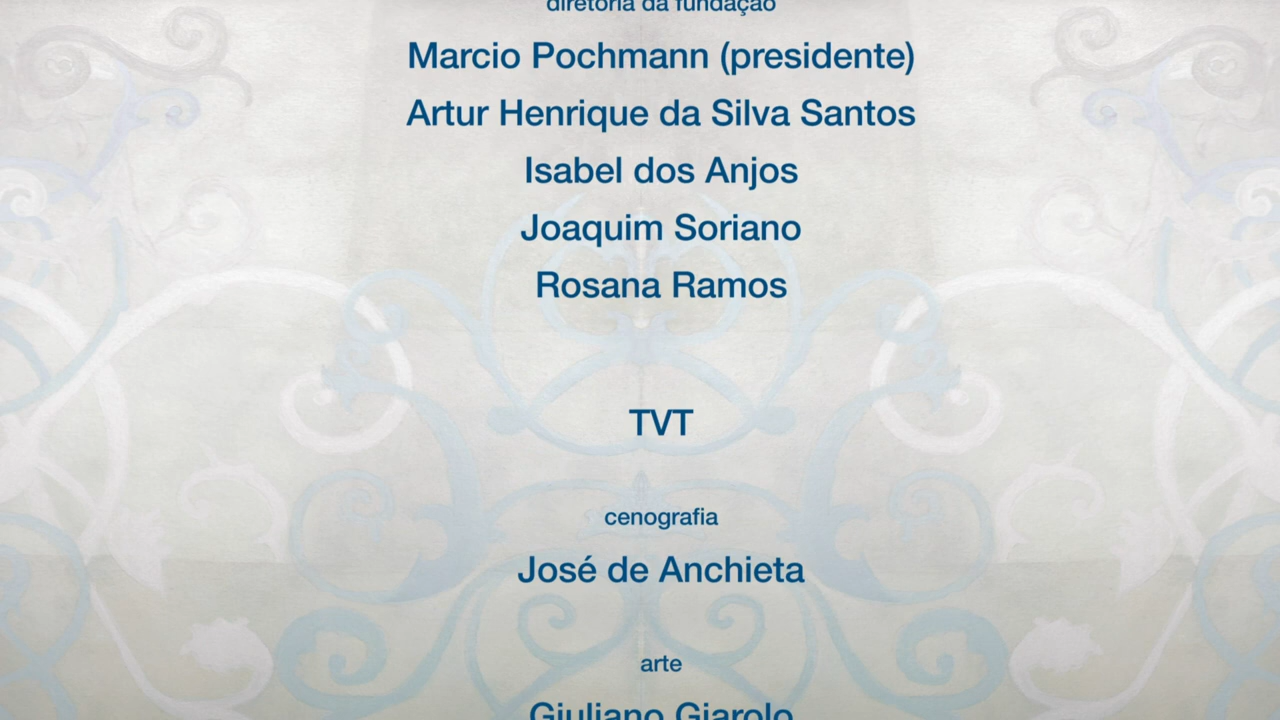 diretoria da fundação
Marcio Pochmann (presidente)
Artur Henrique da Silva Santos
Isabel dos Anjos
Joaquim Soriano
Rosana Ramos
TVT
cenografia
José de Anchieta
arte
Giuliano Giarolo